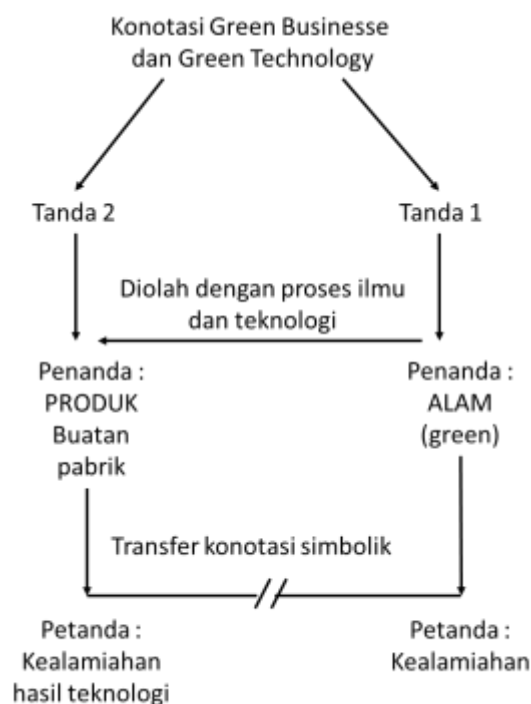 Konotasi Green Businesse
dan Green Technology
Tanda 2
Tanda 1
Diolah dengan proses ilmu
dan teknologi
Penanda :
PRODUK
Buatan
pabrik
Penanda :
ALAM
(green)
Transfer konotasi simbolik
Petanda :
Kealamiahan
hasil teknologi
Petanda :
Kealamiahan